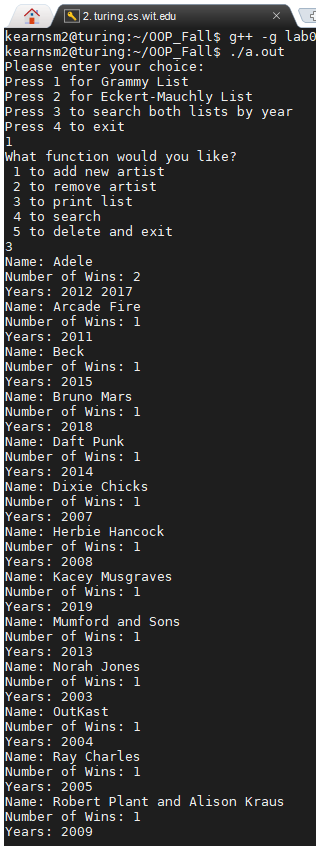 2. turing.cs.wit.edu
kearnsm2@turing:~/OOP_Fall$ g++ -g lab0
kearnsm2@turing:~/OOP_Fall$ ./a.out
Please enter your choice:
Press 1 for Grammy List
Press 2 for Eckert-Mauchly List
Press 3 to search both lists by year
Press 4 to exit
1
What function would you like?
1 to add new artist
2 to remove artist
3 to print list
4 to search
5 to delete and exit
3
Name: Adele
Number of Wins: 2
Years: 2012 2017
Name: Arcade Fire
Number of Wins: 1
Years: 2011
Name: Beck
Number of Wins: 1
Years: 2015
Name: Bruno Mars
Number of Wins: 1
Years: 2018
Name: Daft Punk
Number of Wins: 1
Years: 2014
Name: Dixie Chicks
Number of Wins: 1
Years: 2007
Name: Herbie Hancock
Number of Wins: 1
Years: 2008
Name: Kacey Musgraves
Number of Wins: 1
Years: 2019
Name: Mumford and Sons
Number of Wins: 1
Years: 2013
Name: Norah Jones
Number of Wins: 1
Years: 2003
Name: OutKast
Number of Wins: 1
Years: 2004
Name: Ray Charles
Number of Wins: 1
Years: 2005
Name: Robert Plant and Alison Kraus
Number of Wins: 1
Years: 2009